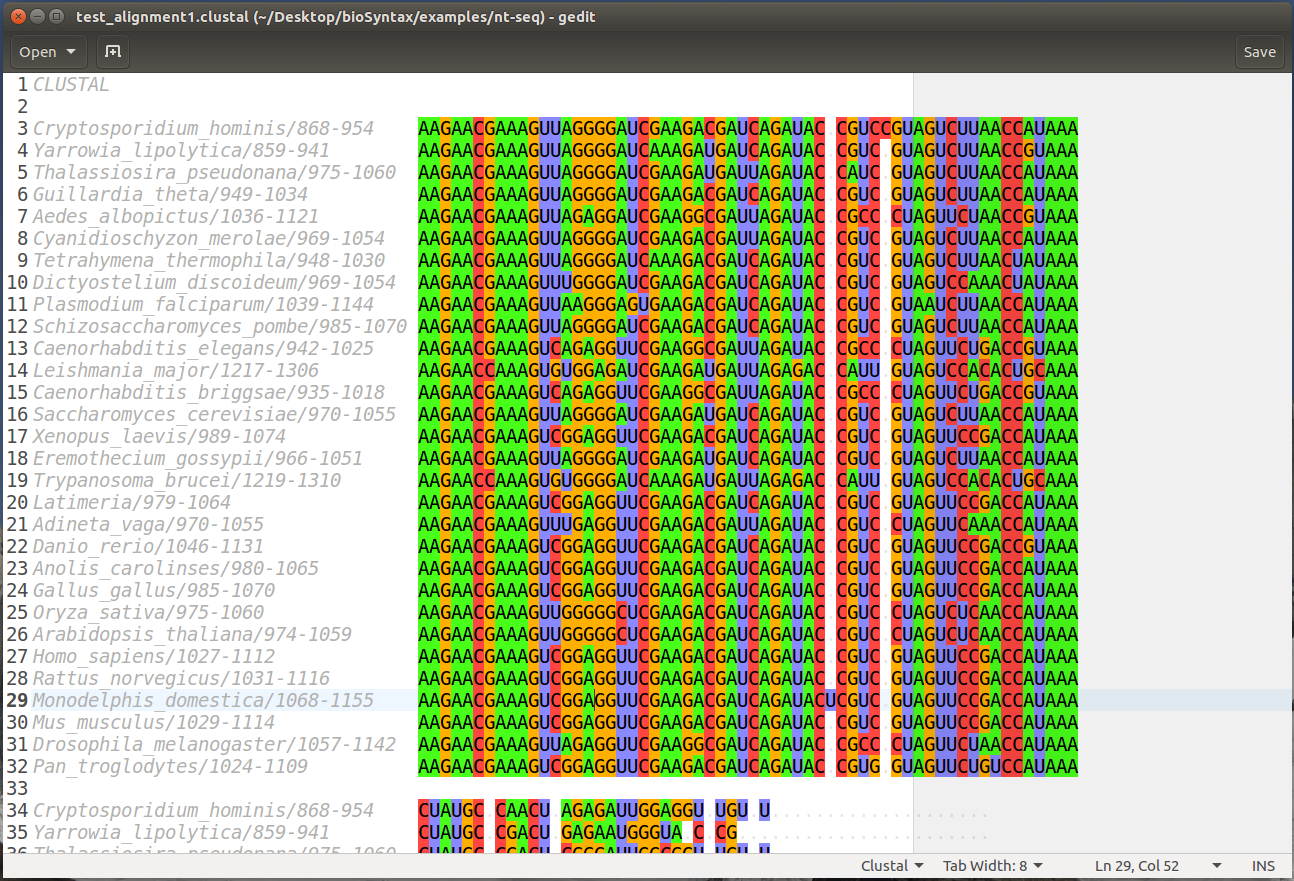 test_alignment1.clustal (~/Desktop/bioSyntax/examples/nt-seq) - gedit
Open Save
1 CLUSTAL
2
3 Cryptosporidium_hominis/868-954 AAGAACGAAAGUUAGGGGAUCGAAGACGAUCAGAUAC.CGUCCGUAGUCUUAACCAUAAA
4 Yarrowia_lipolytica/859-941 AAGAACGAAAGUUAGGGGAUCAAAGAUGAUCAGAUAC.CGUC.GUAGUCUUAACCGUAAA
5 Thalassiosira_pseudonana/975-1060 AAGAACGAAAGUUAGGGGAUCGAAGAUGAUUAGAUAC.CAUC.GUAGUCUUAACCAUAAA
6 Guillardia_theta/949-1034 AAGAACGAAAGUUAGGGGAUCGAAGACGAUCAGAUAC.CGUC.GUAGUCUUAACCAUAAA
7 Aedes_albopictus/1036-1121 AAGAACGAAAGUUAGAGGAUCGAAGGCGAUUAGAUAC.CGCC.CUAGUUCUAACCGUAAA
8 Cyanidioschyzon_merolae/969-1054 AAGAACGAAAGUUAGGGGAUCGAAGACGAUUAGAUAC.CGUC.GUAGUCUUAACCAUAAA
9 Tetrahymena_thermophila/948-1030 AAGAACGAAAGUUAGGGGAUCAAAGACGAUCAGAUAC.CGUC.GUAGUCUUAACUAUAAA
10 Dictyostelium_discoideum/969-1054 AAGAACGAAAGUUUGGGGAUCGAAGACGAUCAGAUAC.CGUC.GUAGUCCAAACUAUAAA
11 Plasmodium_falciparum/1039-1144 AAGAACGAAAGUUAAGGGAGUGAAGACGAUCAGAUAC.CGUC.GUAAUCUUAACCAUAAA
12 Schizosaccharomyces_pombe/985-1070 AAGAACGAAAGUUAGGGGAUCGAAGACGAUCAGAUAC.CGUC.GUAGUCUUAACCAUAAA
13 Caenorhabditis_elegans/942-1025 AAGAACGAAAGUCAGAGGUUCGAAGGCGAUUAGAUAC.CGCC.CUAGUUCUGACCGUAAA
14 Leishmania_major/1217-1306 AAGAACCAAAGUGUGGAGAUCGAAGAUGAUUAGAGAC.CAUU.GUAGUCCACACUGCAAA
15 Caenorhabditis_briggsae/935-1018 AAGAACGAAAGUCAGAGGUUCGAAGGCGAUUAGAUAC.CGCC.CUAGUUCUGACCGUAAA
16 Saccharomyces_cerevisiae/970-1055 AAGAACGAAAGUUAGGGGAUCGAAGAUGAUCAGAUAC.CGUC.GUAGUCUUAACCAUAAA
17 Xenopus_laevis/989-1074 AAGAACGAAAGUCGGAGGUUCGAAGACGAUCAGAUAC.CGUC.GUAGUUCCGACCAUAAA
18 Eremothecium_gossypii/966-1051 AAGAACGAAAGUUAGGGGAUCGAAGAUGAUCAGAUAC.CGUC.GUAGUCUUAACCAUAAA
19 Trypanosoma_brucei/1219-1310 AAGAACCAAAGUGUGGGGAUCAAAGAUGAUUAGAGAC.CAUU.GUAGUCCACACUGCAAA
20 Latimeria/979-1064 AAGAACGAAAGUCGGAGGUUCGAAGACGAUCAGAUAC.CGUC.GUAGUUCCGACCAUAAA
21 Adineta_vaga/970-1055 AAGAACGAAAGUUUGAGGUUCGAAGACGAUUAGAUAC.CGUC.CUAGUUCAAACCAUAAA
22 Danio_rerio/1046-1131 AAGAACGAAAGUCGGAGGUUCGAAGACGAUCAGAUAC.CGUC.GUAGUUCCGACCGUAAA
23 Anolis_carolinses/980-1065 AAGAACGAAAGUCGGAGGUUCGAAGACGAUCAGAUAC.CGUC.GUAGUUCCGACCAUAAA
24 Gallus_gallus/985-1070 AAGAACGAAAGUCGGAGGUUCGAAGACGAUCAGAUAC.CGUC.GUAGUUCCGACCAUAAA
25 Oryza_sativa/975-1060 AAGAACGAAAGUUGGGGGCUCGAAGACGAUCAGAUAC.CGUC.CUAGUCUCAACCAUAAA
26 Arabidopsis_thaliana/974-1059 AAGAACGAAAGUUGGGGGCUCGAAGACGAUCAGAUAC.CGUC.CUAGUCUCAACCAUAAA
27 Homo_sapiens/1027-1112 AAGAACGAAAGUCGGAGGUUCGAAGACGAUCAGAUAC.CGUC.GUAGUUCCGACCAUAAA
28 Rattus_norvegicus/1031-1116 AAGAACGAAAGUCGGAGGUUCGAAGACGAUCAGAUAC.CGUC.GUAGUUCCGACCAUAAA
29 Monodelphis_domestica/1068-1155 AAGAACGAAAGUCGGAGGUUCGAAGACGAUCAGAUACUCGUC.GUAGUUCCGACCAUAAA
30 Mus_musculus/1029-1114 AAGAACGAAAGUCGGAGGUUCGAAGACGAUCAGAUAC.CGUC.GUAGUUCCGACCAUAAA
31 Drosophila_melanogaster/1057-1142 AAGAACGAAAGUUAGAGGUUCGAAGGCGAUCAGAUAC.CGCC.CUAGUUCUAACCAUAAA
32 Pan_troglodytes/1024-1109 AAGAACGAAAGUCGGAGGUUCGAAGACGAUCAGAUAC.CGUG.GUAGUUCUGUCCAUAAA
33
34 Cryptosporidium_hominis/868-954 CUAUGC.CAACU.AGAGAUUGGAGGU.UGU.U....................
35 Yarrowia_lipolytica/859-941 CUAUGC.CGACU.GAGAAUGGGUA.C.CG.......................
36 Thalassiosira_pseudonana/975-1060
Clustal Tab Width: 8 Ln 29, Col 52 INS